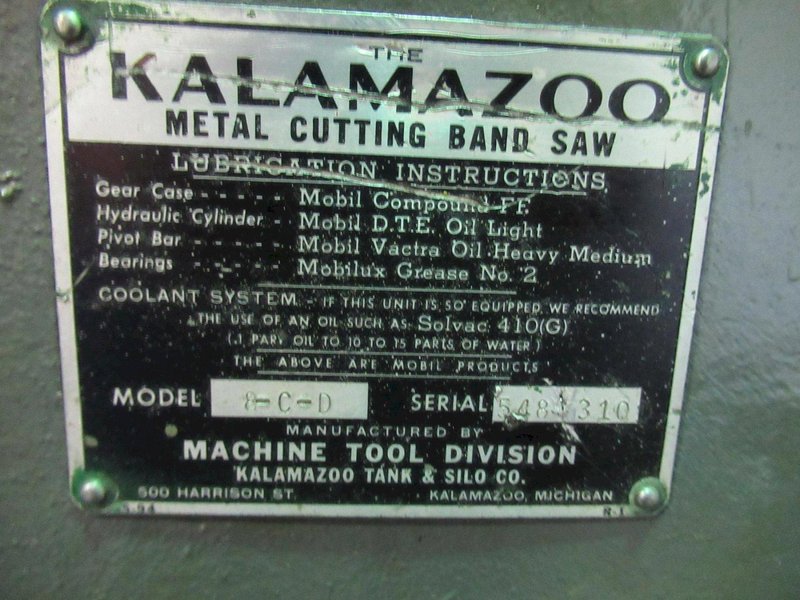 THE
KALAMAZOO
METAL CUTTING BAND SAW
LUBRICATION INSTRUCTIONS
Gear Case - - - - - Mobil Compound FF
Hydraulic Cylinder - Mobil D.T.E. Oil Light
Pivot Bar - - - - - - Mobil Vactra Oil Heavy Medium
Bearings - - - - - Mobilux Grease No. 2
COOLANT SYSTEM - IF THIS UNIT IS SO EQUIPPED WE RECOMMEND
THE USE OF AN OIL SUCH AS: Solvac 410(G)
( 1 PART OIL TO 10 TO 15 PARTS OF WATER )
THE ABOVE ARE MOBIL PRODUCTS
MODEL 8-C-D SERIAL
MANUFACTURED BY
MACHINE TOOL DIVISION
KALAMAZOO TANK & SILO CO.
500 HARRISON ST. KALAMAZOO, MICHIGAN